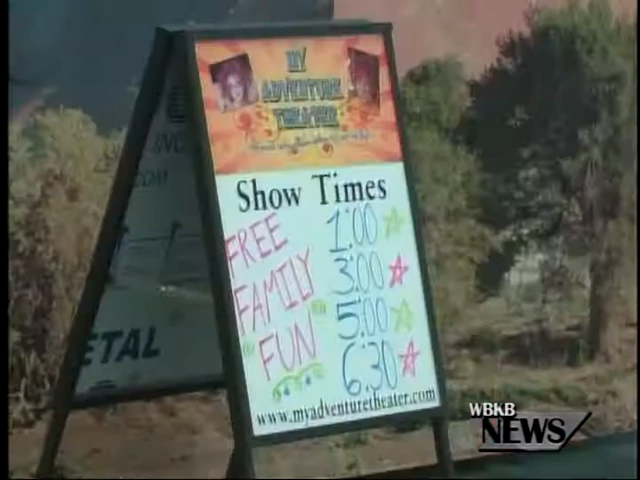 MY
ADVENTURE
THEATER
Show Times
FREE
FAMILY
FUN
1:00
3:00
5:00
6:30
www.myadventuretheater.com
ETAL
WBKB
NEWS